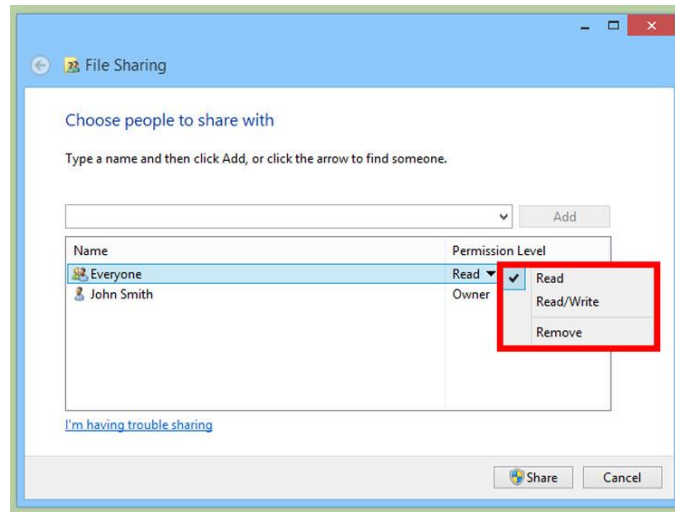 File Sharing
Choose people to share with
Type a name and then click Add, or click the arrow to find someone.
Add
Name Permission Level
Everyone Read
John Smith Owner
Read
Read/Write
Remove
I'm having trouble sharing
Share Cancel